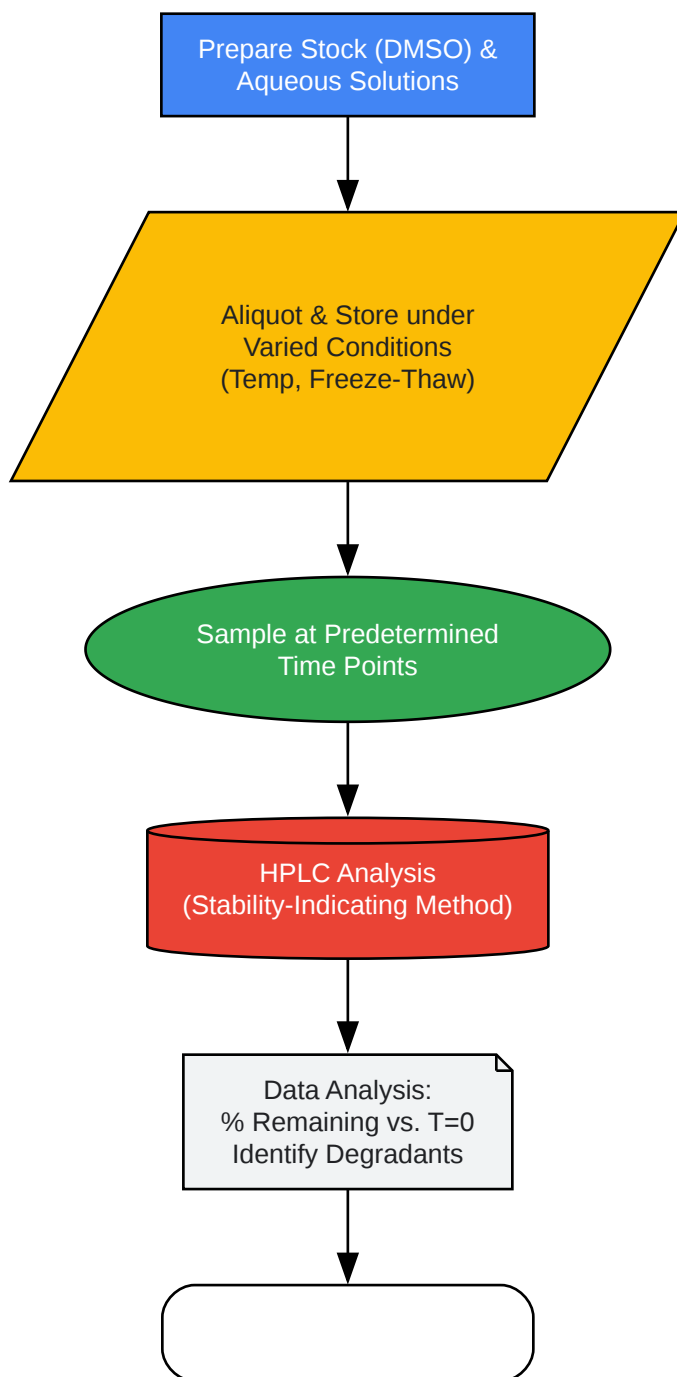 Prepare Stock (DMSO) &
Aqueous Solutions
Aliquot & Store under
Varied Conditions
(Temp, Freeze-Thaw)
Sample at Predetermined
Time Points
HPLC Analysis
(Stability-Indicating Method)
Data Analysis:
% Remaining vs. T=0
Identify Degradants